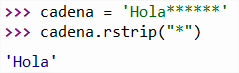 >>> cadena = 'Hola******'
>>> cadena.rstrip("*")
'Hola'